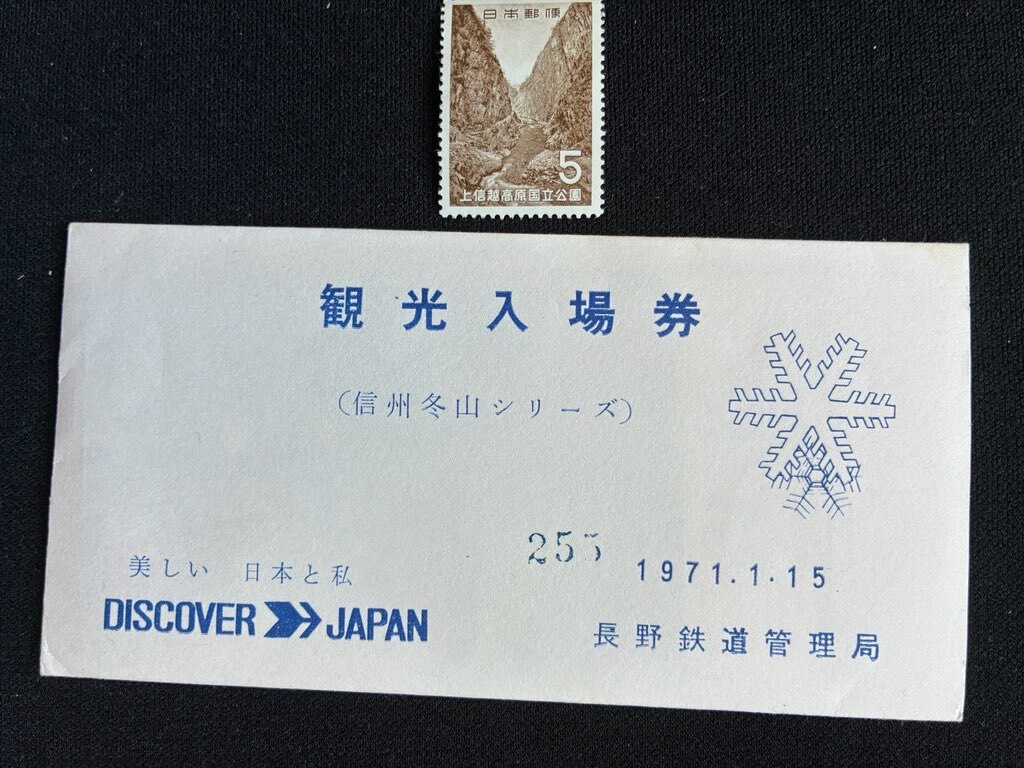 日本郵便
5
上信越高原国立公園
観光入場券
(信州冬山シリーズ)
255
1971.1.15
美しい 日本と私
DISCOVER JAPAN
長野鉄道管理局